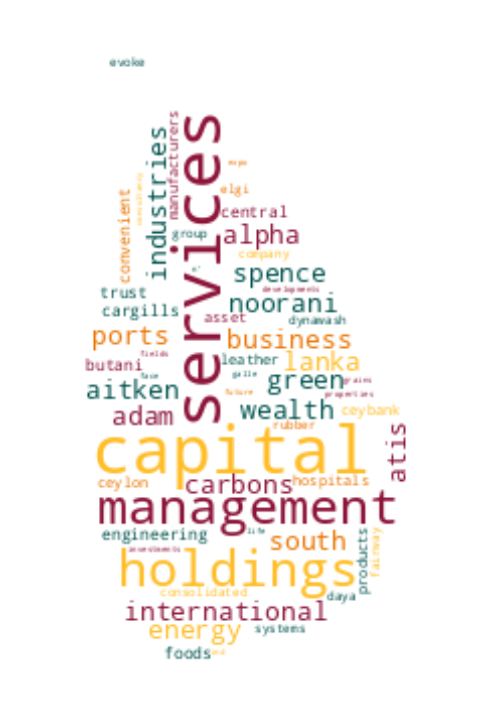 evoke
services
industries
manufacturers
convenient
elgi
central
group
alpha
company
spence
developments
trust
noorani
cargills
asset
dynawash
ports
business
fields
butani
leather
lanka
galle
green
grains
aitken
face
future
properties
wealth
ceybank
adam
rubber
atis
capital
ceylon
carbons
hospitals
management
engineering
life
south
products
fairway
investments
holdings
consolidated
daya
international
energy
systems
foods